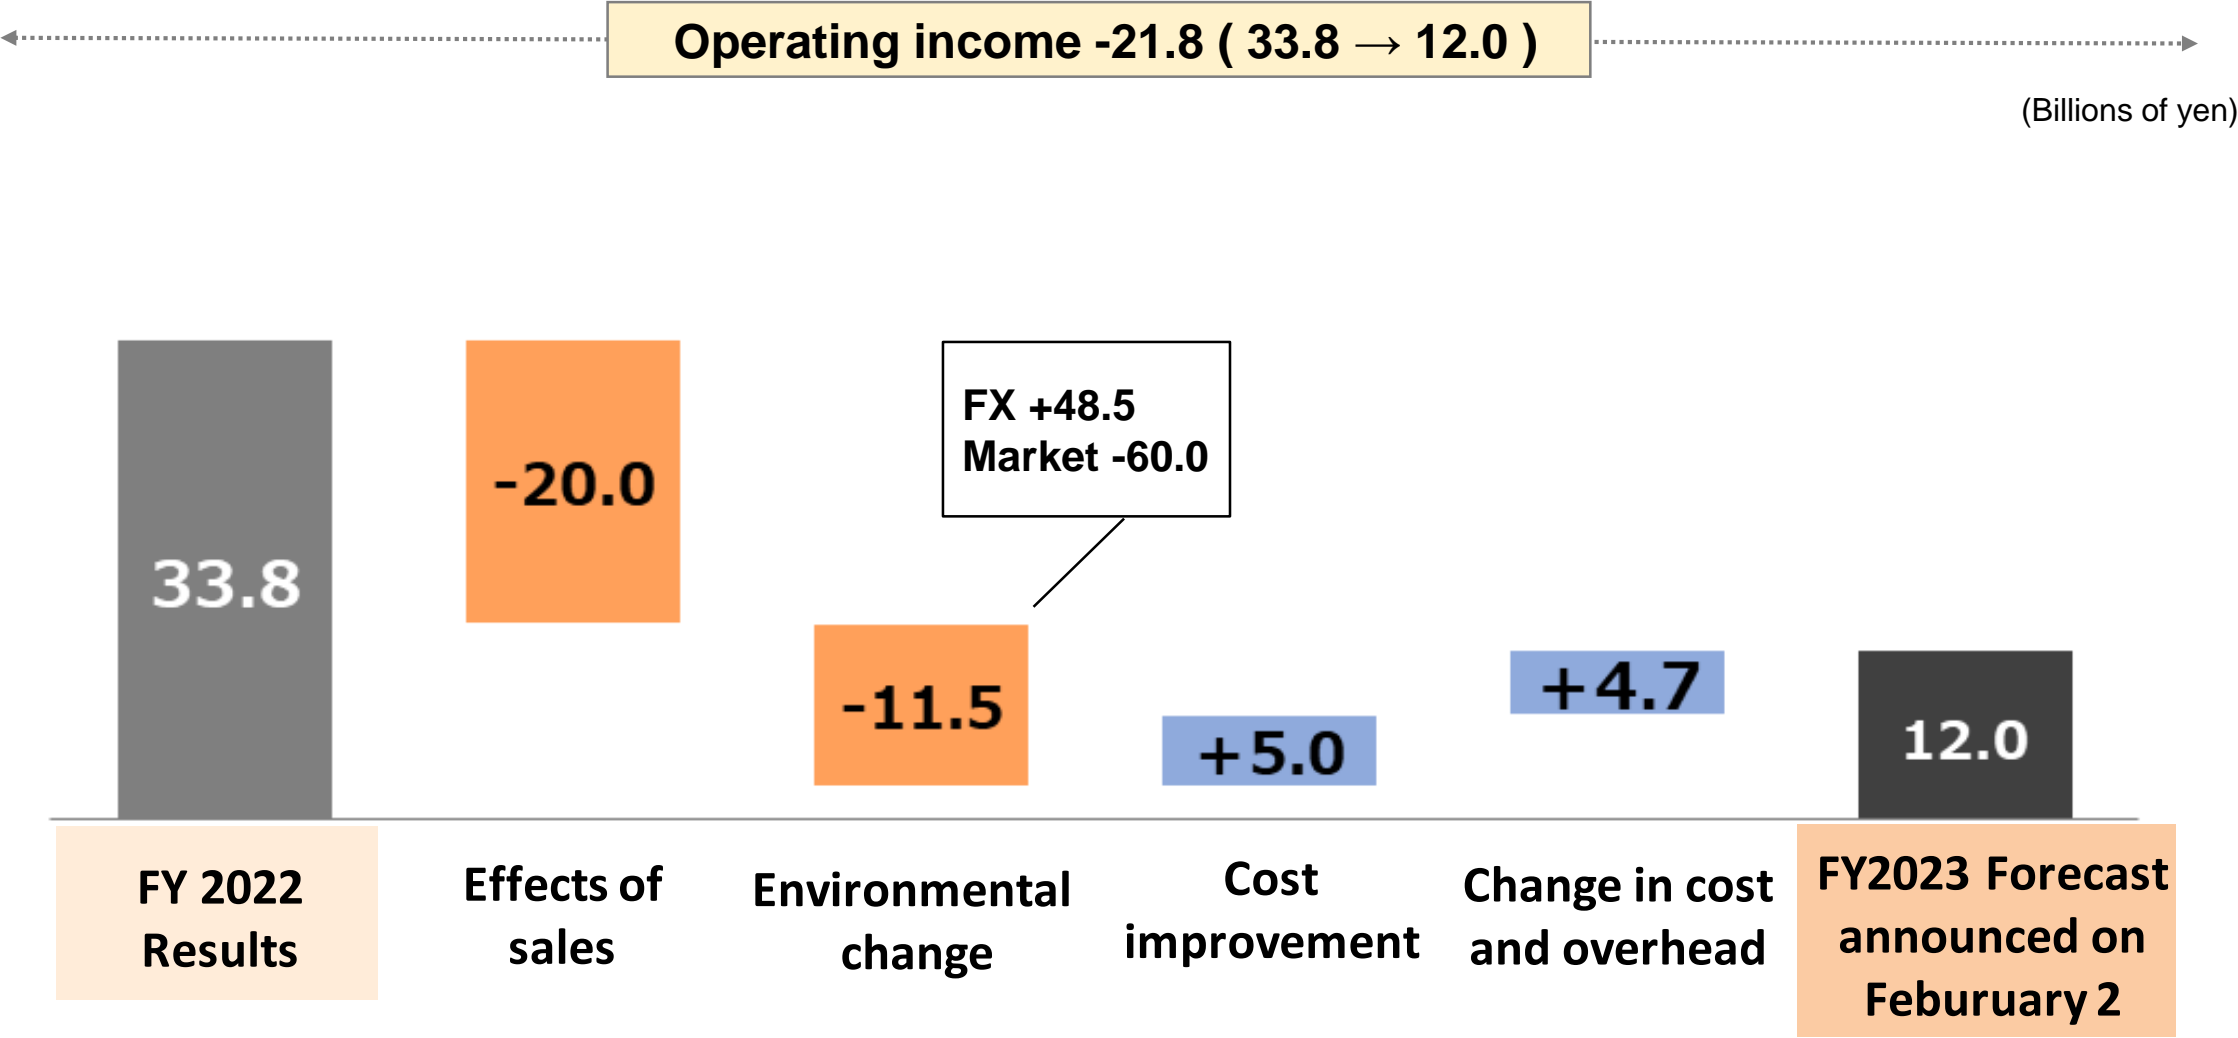 Operating income -21.8 ( 33.8 → 12.0 )
(Billions of yen)
33.8
-20.0
FX +48.5
Market -60.0
-11.5
+5.0
+4.7
12.0
FY 2022
Results
Effects of
sales
Environmental
change
Cost
improvement
Change in cost
and overhead
FY2023 Forecast
announced on
Feburuary 2